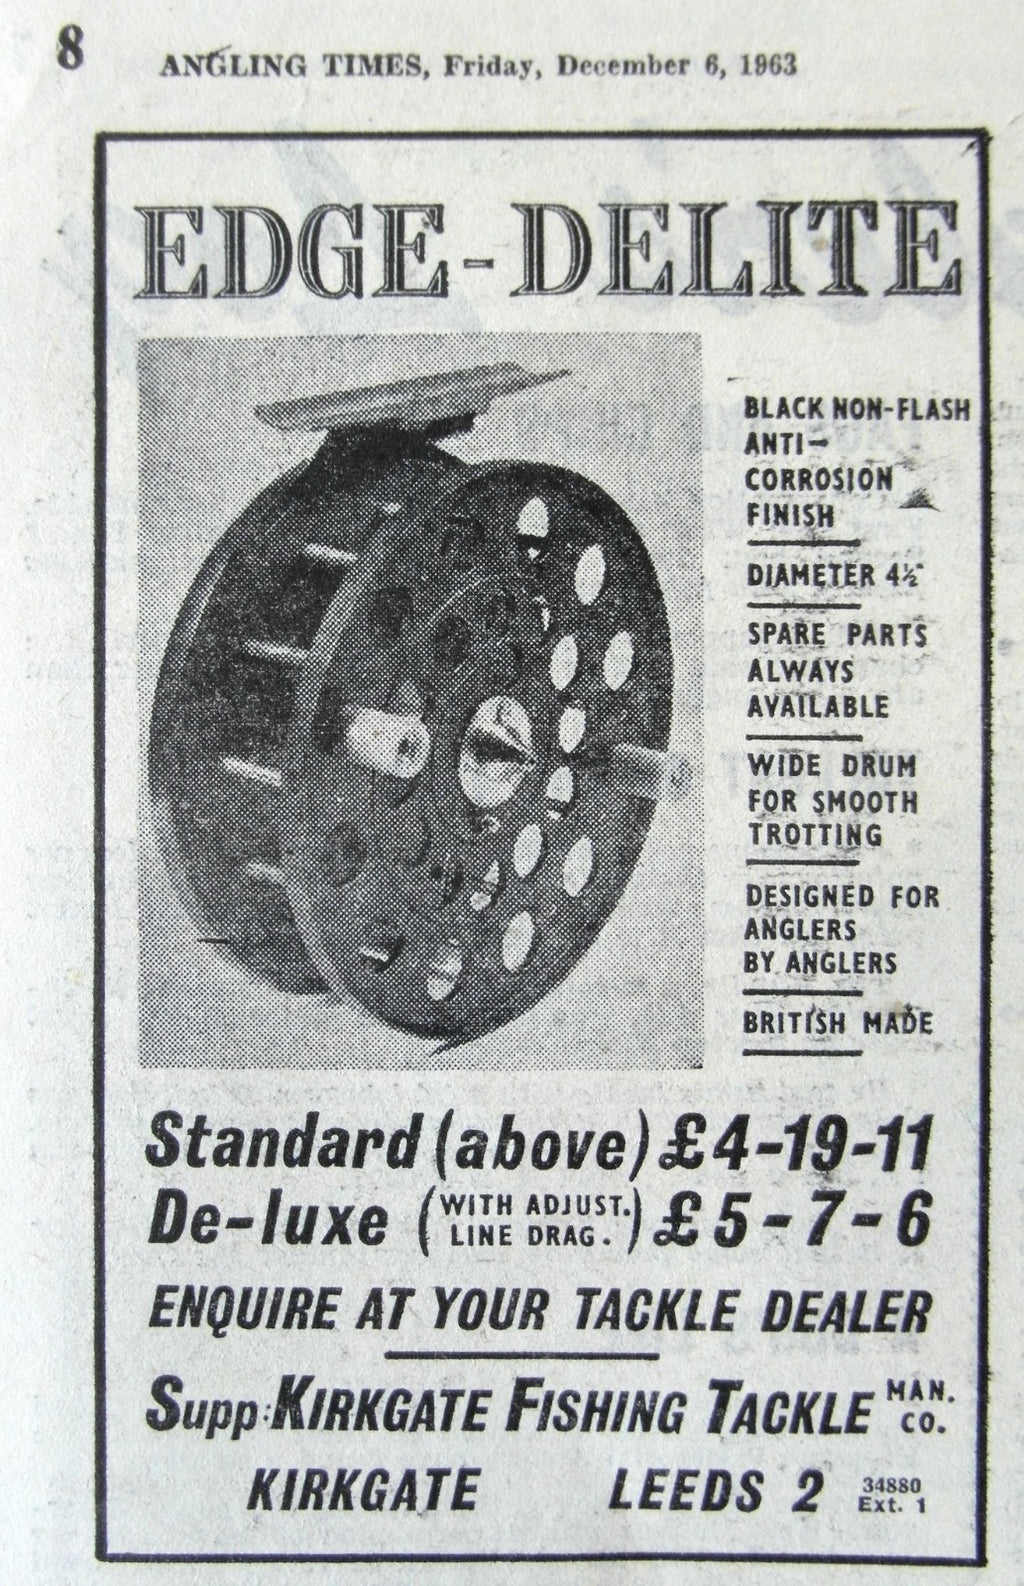 8
ANGLING TIMES, Friday, December 6, 1963
EDGE-DELITE
BLACK NON-FLASH
ANTI-
CORROSION
FINISH
DIAMETER 4½"
SPARE PARTS
ALWAYS
AVAILABLE
WIDE DRUM
FOR SMOOTH
TROTTING
DESIGNED FOR
ANGLERS
BY ANGLERS
BRITISH MADE
Standard (above) £4-19-11
De-luxe (WITH ADJUST. LINE DRAG.) £5-7-6
ENQUIRE AT YOUR TACKLE DEALER
Supp: KIRKGATE FISHING TACKLE MAN. CO.
KIRKGATE LEEDS 2 34880 Ext. 1